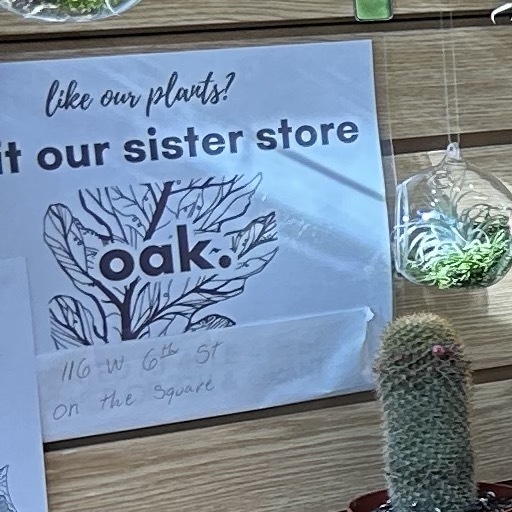 like our plants?
it our sister store
oak.
116 W 6th St
on the Square